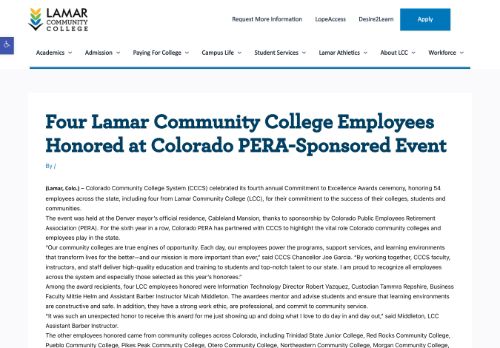 LAMAR
COMMUNITY
COLLEGE
Request More Information LopeAccess Desire2Learn Apply
Academics Admission Paying For College Campus Life Student Services Lamar Athletics About LCC Workforce
Four Lamar Community College Employees
Honored at Colorado PERA-Sponsored Event
By /
(Lamar, Colo.) – Colorado Community College System (CCCS) celebrated its fourth annual Commitment to Excellence Awards ceremony, honoring 54
employees across the state, including four from Lamar Community College (LCC), for their commitment to the success of their colleges, students and
communities.
The event was held at the Denver mayor's official residence, Cableland Mansion, thanks to sponsorship by Colorado Public Employees Retirement
Association (PERA). For the sixth year in a row, Colorado PERA has partnered with CCCS to highlight the vital role Colorado community colleges and
employees play in the state.
"Our community colleges are true engines of opportunity. Each day, our employees power the programs, support services, and learning environments
that transform lives for the better—and our mission is more important than ever," said CCCS Chancellor Joe Garcia. "By working together, CCCS faculty,
instructors, and staff deliver high-quality education and training to students and top-notch talent to our state. I am proud to recognize all employees
across the system and especially those selected as this year's honorees."
Among the award recipients, four LCC employees honored were Information Technology Director Robert Vazquez, Custodian Tammra Repshire, Business
Faculty Mittie Helm and Assistant Barber Instructor Micah Middleton. The awardees mentor and advise students and ensure that learning environments
are constructive and safe. In addition, they have a strong work ethic, are professional, and commit to community service.
"It was such an unexpected honor to receive this award for me just showing up and doing what I love to do day in and day out," said Middleton, LCC
Assistant Barber Instructor.
The other employees honored came from community colleges across Colorado, including Trinidad State Junior College, Red Rocks Community College,
Pueblo Community College, Pikes Peak Community College, Otero Community College, Northeastern Community College, Morgan Community College,